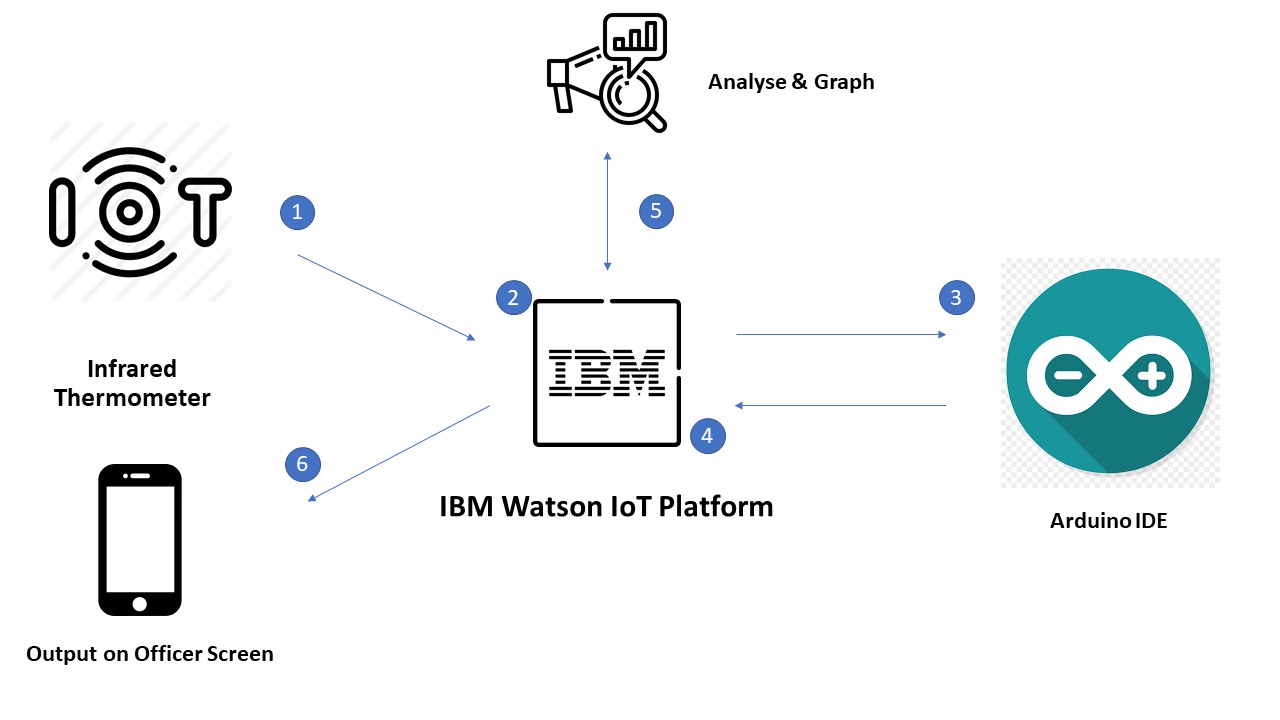 Analyse & Graph
IOT
1
5
2
3
IBM
Infrared
Thermometer
4
6
IBM Watson IoT Platform
Arduino IDE
Output on Officer Screen